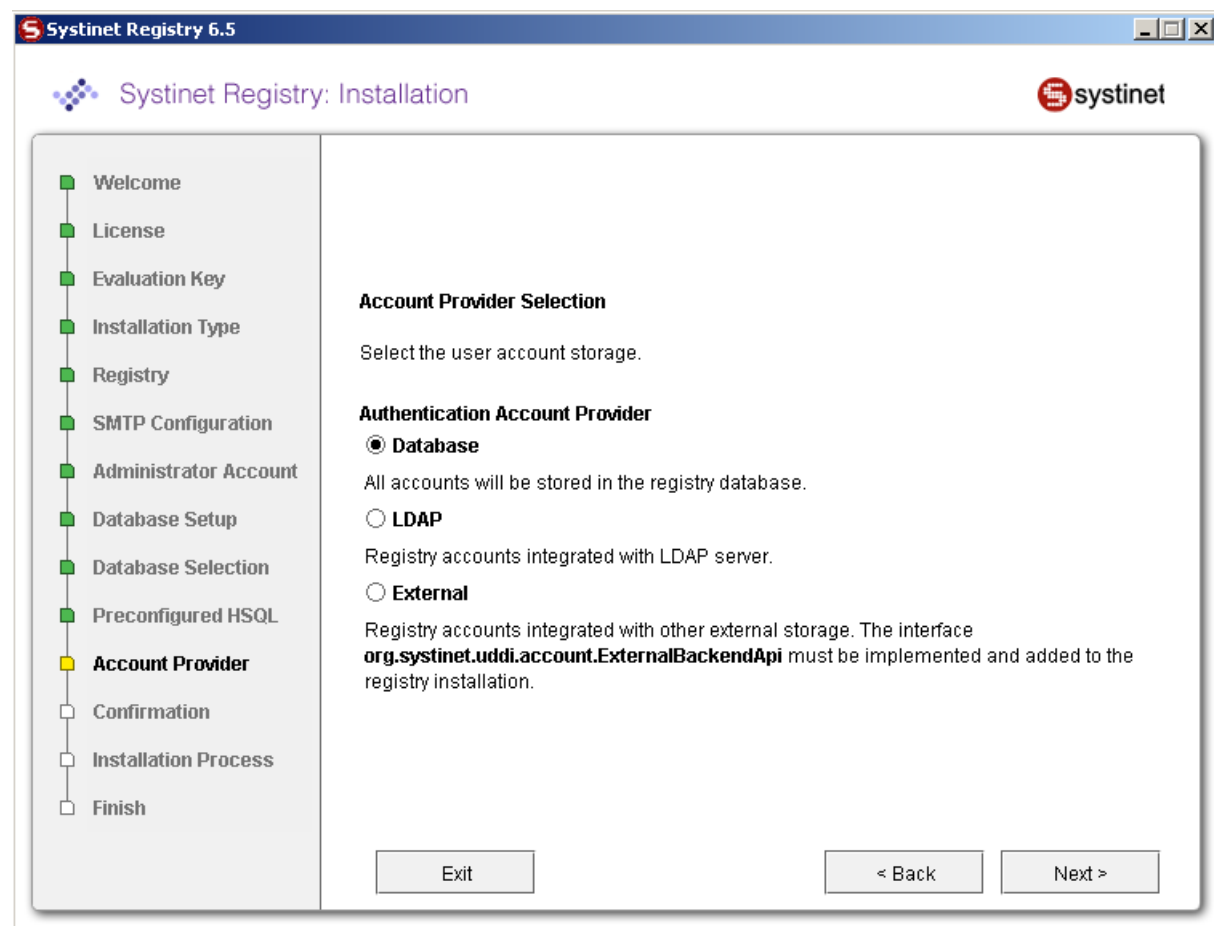 Systinet Registry 6.5
Systinet Registry: Installation
systinet
Welcome
License
Evaluation Key
Installation Type
Registry
SMTP Configuration
Administrator Account
Database Setup
Database Selection
Preconfigured HSQL
Account Provider
Confirmation
Installation Process
Finish
Account Provider Selection
Select the user account storage.
Authentication Account Provider
Database
All accounts will be stored in the registry database.
LDAP
Registry accounts integrated with LDAP server.
External
Registry accounts integrated with other external storage. The interface
org.systinet.uddi.account.ExternalBackendApi must be implemented and added to the
registry installation.
Exit
< Back
Next >